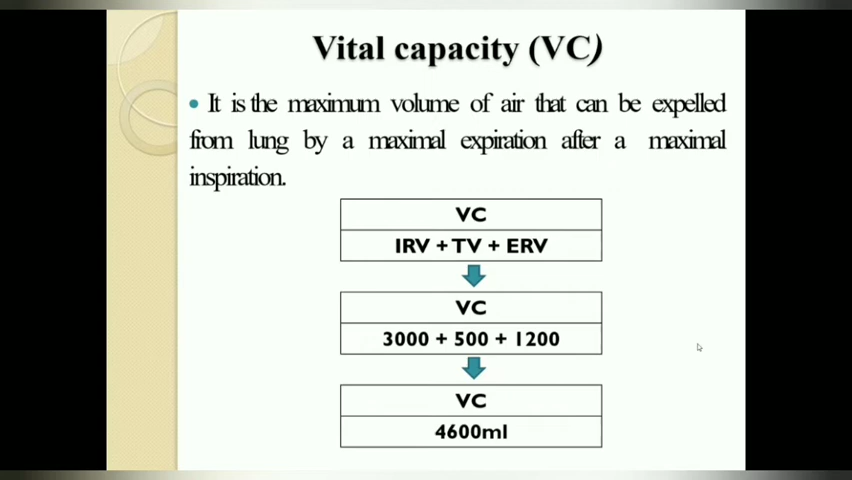 Vital capacity (VC)
• It is the maximum volume of air that can be expelled
from lung by a maximal expiration after a maximal
inspiration.
VC
IRV + TV + ERV
VC
3000 + 500 + 1200
VC
4600ml